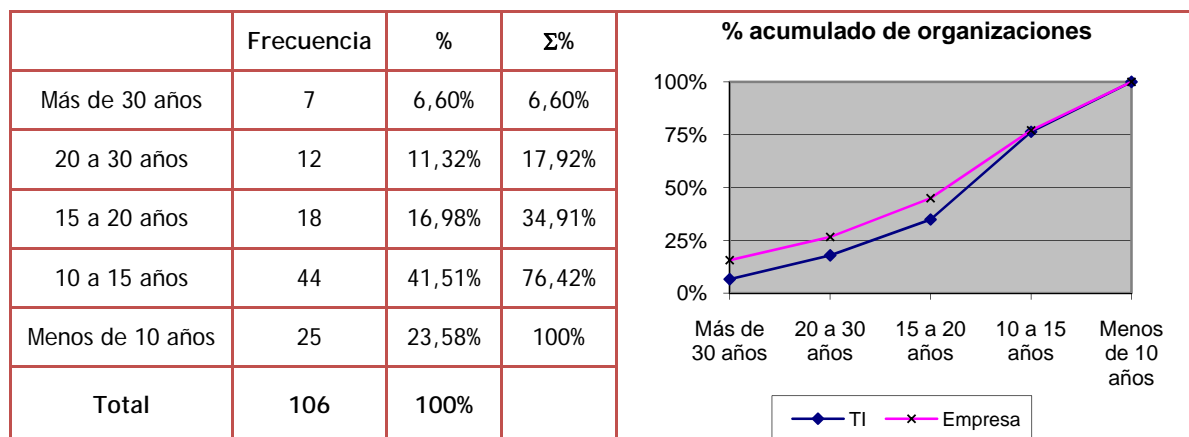 Frecuencia % Σ%
Más de 30 años 7 6,60% 6,60%
20 a 30 años 12 11,32% 17,92%
15 a 20 años 18 16,98% 34,91%
10 a 15 años 44 41,51% 76,42%
Menos de 10 años 25 23,58% 100%
Total 106 100%
% acumulado de organizaciones
100%
75%
50%
25%
0%
Más de 30 años
20 a 30 años
15 a 20 años
10 a 15 años
Menos de 10 años
TI Empresa